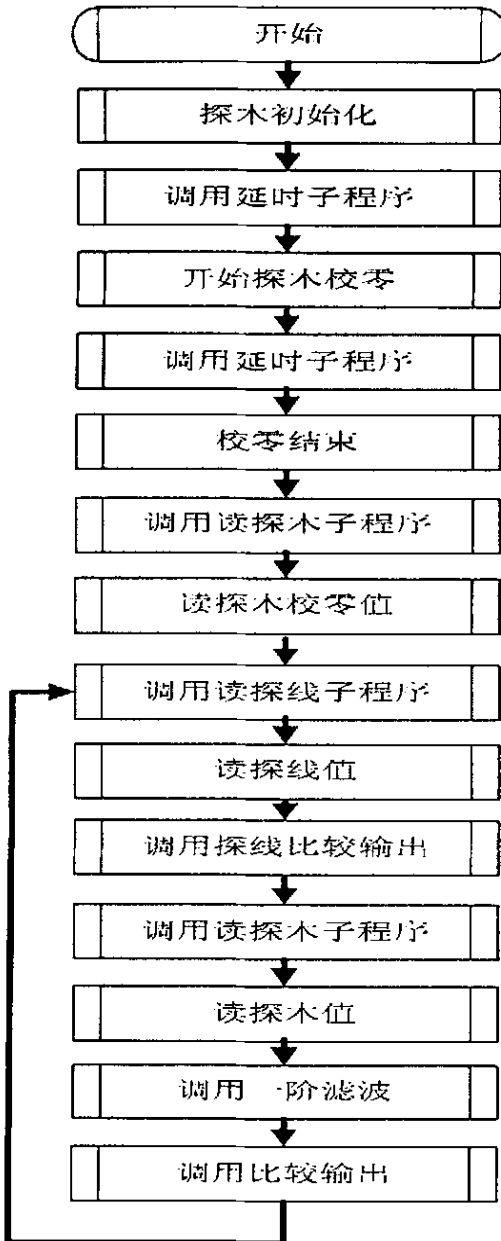 开始
探木初始化
调用延时子程序
开始探木校零
调用延时子程序
校零结束
调用读探木子程序
读探木校零值
调用读探线子程序
读探线值
调用探线比较输出
调用读探木子程序
读探木值
调用一阶滤波
调用比较输出